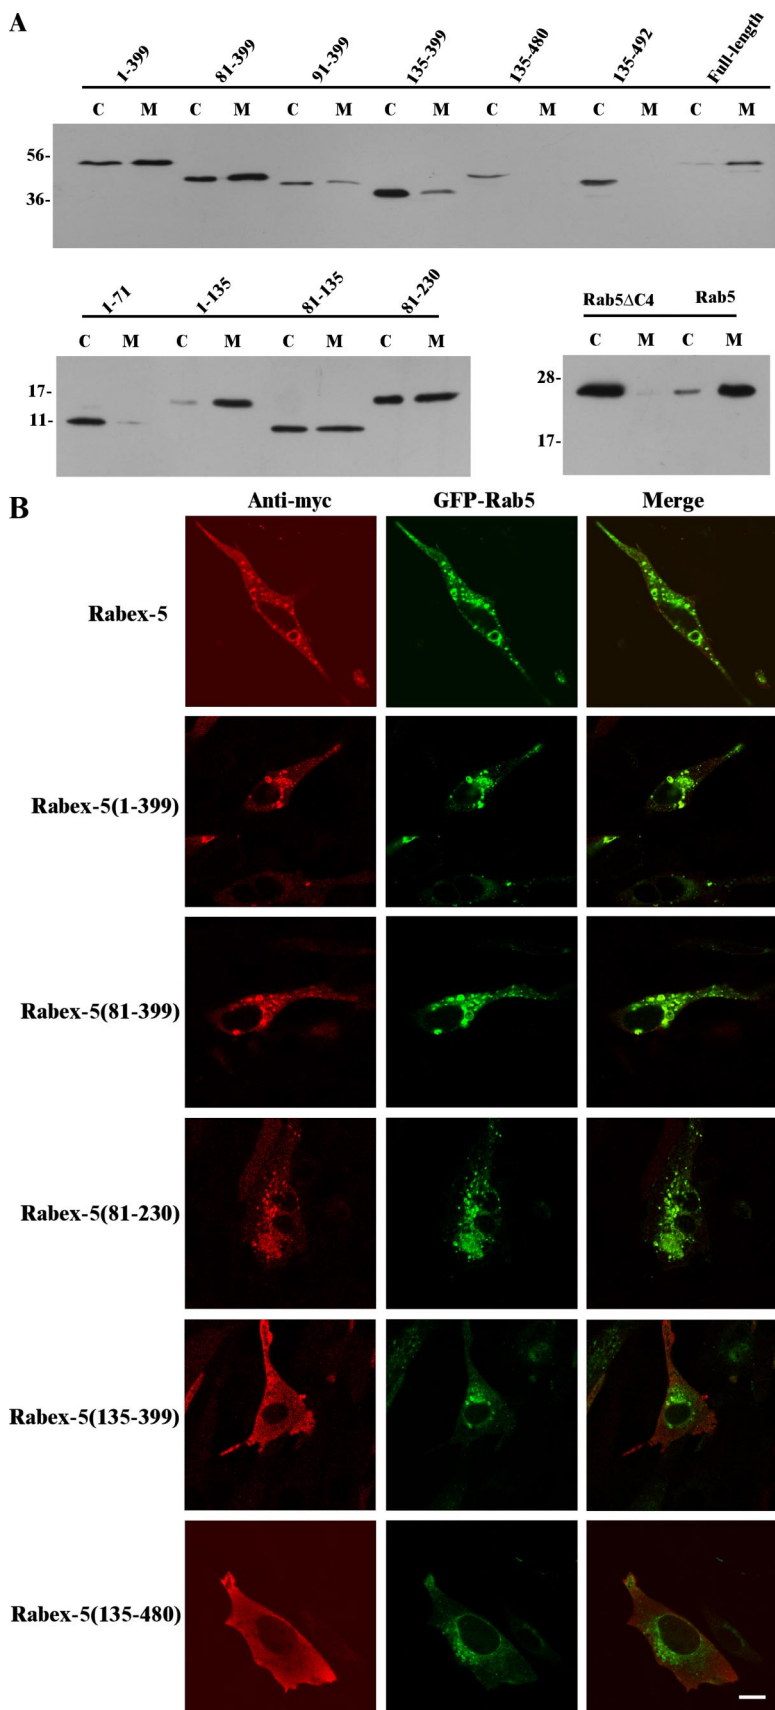 A
1-399 81-399 91-399 135-399 135-480 135-492 Full-length
C M C M C M C M C M C M C M
56-
36-
1-71 1-135 81-135 81-230
C M C M C M C M
17-
11-
Rab5ΔC4 Rab5
C M C M
28-
17-
B
Anti-myc GFP-Rab5 Merge
Rabex-5
Rabex-5(1-399)
Rabex-5(81-399)
Rabex-5(81-230)
Rabex-5(135-399)
Rabex-5(135-480)